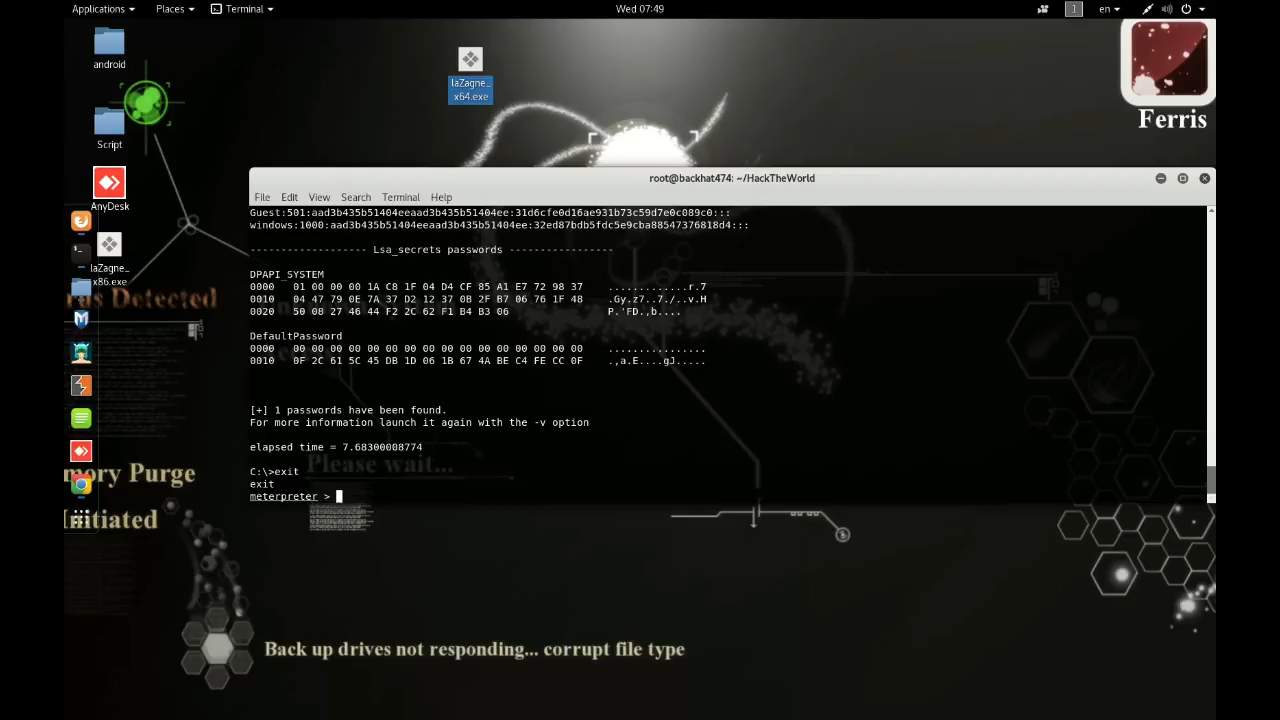 Applications Places Terminal Wed 07:49 1 en
android
laZagne_
x64.exe
Script
Ferris
AnyDesk
laZagne_
x86.exe
root@backhat474: ~/HackTheWorld
File Edit View Search Terminal Help
Guest:501:aad3b435b51404eeaad3b435b51404ee:31d6cfe0d16ae931b73c59d7e0c089c0:::
windows:1000:aad3b435b51404eeaad3b435b51404ee:32ed87bdb5fdc5e9cba88547376818d4:::
------------------ Lsa_secrets passwords ----------------
DPAPI_SYSTEM
0000 01 00 00 00 1A C8 1F 04 D4 CF 85 A1 E7 72 98 37 .............r.7
0010 04 47 79 0E 7A 37 D2 12 37 0B 2F B7 06 76 1F 48 .Gy.z7..7./..v.H
0020 50 08 27 46 44 F2 2C 62 F1 B4 B3 06 P.'FD.,b....
DefaultPassword
0000 00 00 00 00 00 00 00 00 00 00 00 00 00 00 00 00 ................
0010 0F 2C 61 5C 45 DB 1D 06 1B 67 4A BE C4 FE CC 0F .,a.E....gJ.....
[+] 1 passwords have been found.
For more information launch it again with the -v option
elapsed time = 7.68300008774
C:\>exit
exit
meterpreter >
Detected
Please wait...
mory Purge
Initiated
Back up drives not responding... corrupt file type